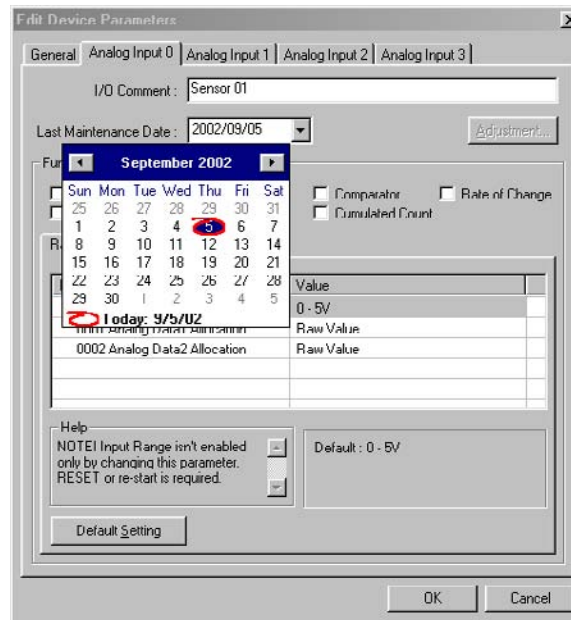 Edit Device Parameters
General Analog Input 0 Analog Input 1 Analog Input 2 Analog Input 3
I/O Comment : Sensor 01
Last Maintenance Date : 2002/09/05 Adjustment...
September 2002
Sun Mon Tue Wed Thu Fri Sat
25 26 27 28 29 30 31
1 2 3 4 5 6 7
8 9 10 11 12 13 14
15 16 17 18 19 20 21
22 23 24 25 26 27 28
29 30 1 2 3 4 5
Today: 9/5/02
Comparator Rate of Change
Cumulated Count
Value
0 - 5V
0001 Analog Data1 Allocation Raw Value
0002 Analog Data2 Allocation Raw Value
Help
NOTE! Input Range isn't enabled
only by changing this parameter.
RESET or re-start is required.
Default : 0 - 5V
Default Setting
OK Cancel